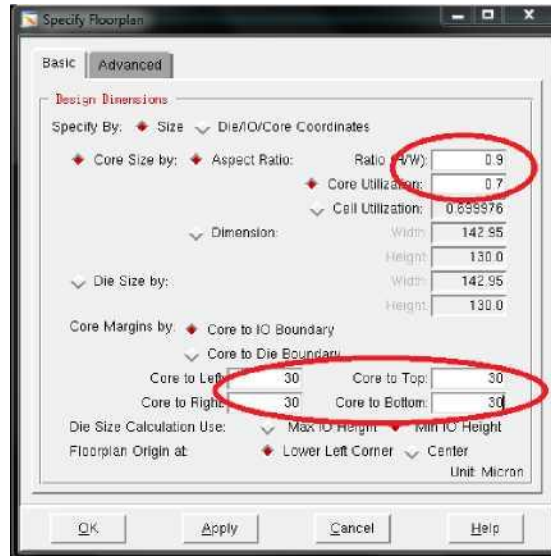 Specify Floorplan
Basic Advanced
Design Dimensions
Specify By: Size Die/IO/Core Coordinates
Core Size by: Aspect Ratio: Ratio (H/W): 0.9
Core Utilization: 0.7
Cell Utilization: 0.699976
Dimension: Width: 142.95
Height: 130.0
Die Size by: Width: 142.95
Height: 130.0
Core Margins by: Core to IO Boundary
Core to Die Boundary
Core to Left: 30 Core to Top: 30
Core to Right: 30 Core to Bottom: 30
Die Size Calculation Use: Max IO Height Min IO Height
Floorplan Origin at: Lower Left Corner Center
Unit: Micron
OK Apply Cancel Help